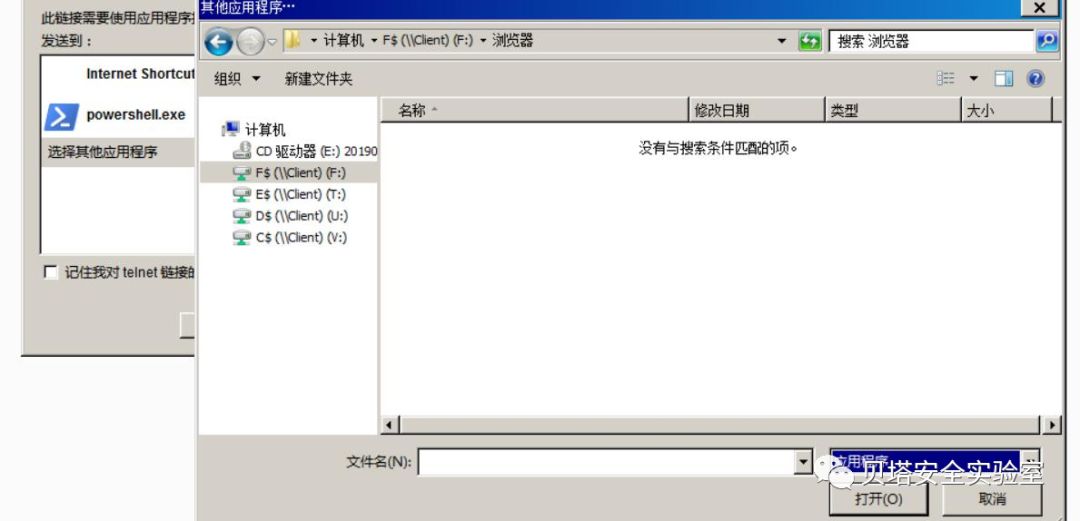 此链接需要使用应用程序
发送到：
Internet Shortcut
powershell.exe
选择其他应用程序
记住我对 telnet 链接的
其他应用程序…
计算机 F$ (\\Client) (F:) 浏览器
搜索 浏览器
组织 新建文件夹
计算机
CD 驱动器 (E:) 20190
F$ (\\Client) (F:)
E$ (\\Client) (T:)
D$ (\\Client) (U:)
C$ (\\Client) (V:)
名称 修改日期 类型 大小
没有与搜索条件匹配的项。
文件名(N):
应用程序
贝塔安全实验室
打开(O) 取消